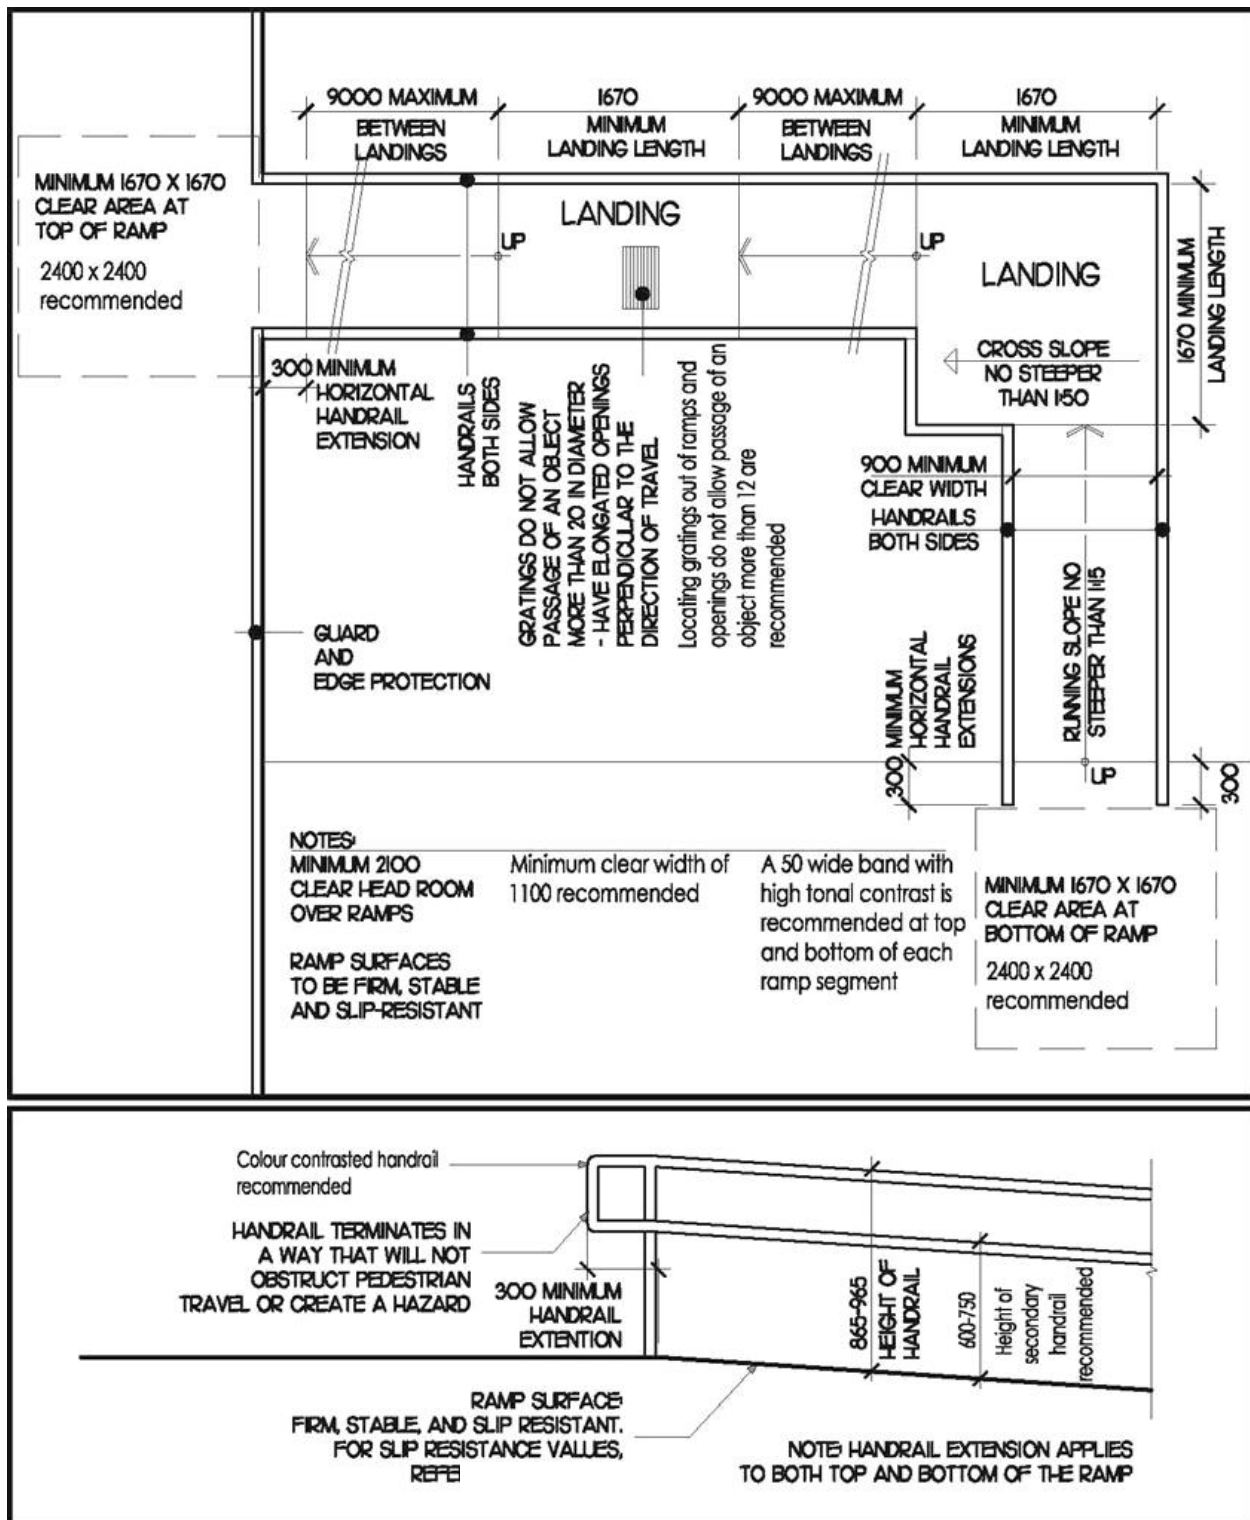 9000 MAXIMUM
BETWEEN
LANDINGS
1670
MINIMUM
LANDING LENGTH
9000 MAXIMUM
BETWEEN
LANDINGS
1670
MINIMUM
LANDING LENGTH
MINIMUM 1670 X 1670
CLEAR AREA AT
TOP OF RAMP
2400 x 2400
recommended
LANDING
UP
UP
LANDING
1670 MINIMUM
LANDING LENGTH
CROSS SLOPE
NO STEEPER
THAN 1:50
300 MINIMUM
HORIZONTAL
HANDRAIL
EXTENSION
HANDRAILS
BOTH SIDES
GRATINGS DO NOT ALLOW
PASSAGE OF AN OBJECT
MORE THAN 20 IN DIAMETER
- HAVE ELONGATED OPENINGS
PERPENDICULAR TO THE
DIRECTION OF TRAVEL
Locating gratings out of ramps and
openings do not allow passage of an
object more than 12 are
recommended
900 MINIMUM
CLEAR WIDTH
HANDRAILS
BOTH SIDES
GUARD
AND
EDGE PROTECTION
300 MINIMUM
HORIZONTAL
HANDRAIL
EXTENSIONS
RUNNING SLOPE NO
STEEPER THAN 1:15
UP
300
NOTES:
MINIMUM 2100
CLEAR HEAD ROOM
OVER RAMPS
RAMP SURFACES
TO BE FIRM, STABLE
AND SLIP-RESISTANT
Minimum clear width of
1100 recommended
A 50 wide band with
high tonal contrast is
recommended at top
and bottom of each
ramp segment
MINIMUM 1670 X 1670
CLEAR AREA AT
BOTTOM OF RAMP
2400 x 2400
recommended
Colour contrasted handrail
recommended
HANDRAIL TERMINATES IN
A WAY THAT WILL NOT
OBSTRUCT PEDESTRIAN
TRAVEL OR CREATE A HAZARD
300 MINIMUM
HANDRAIL
EXTENTION
865-965
HEIGHT OF
HANDRAIL
600-750
Height of
secondary
handrail
recommended
RAMP SURFACE:
FIRM, STABLE, AND SLIP RESISTANT.
FOR SLIP RESISTANCE VALUES,
NOTE: HANDRAIL EXTENSION APPLIES
TO BOTH TOP AND BOTTOM OF THE RAMP